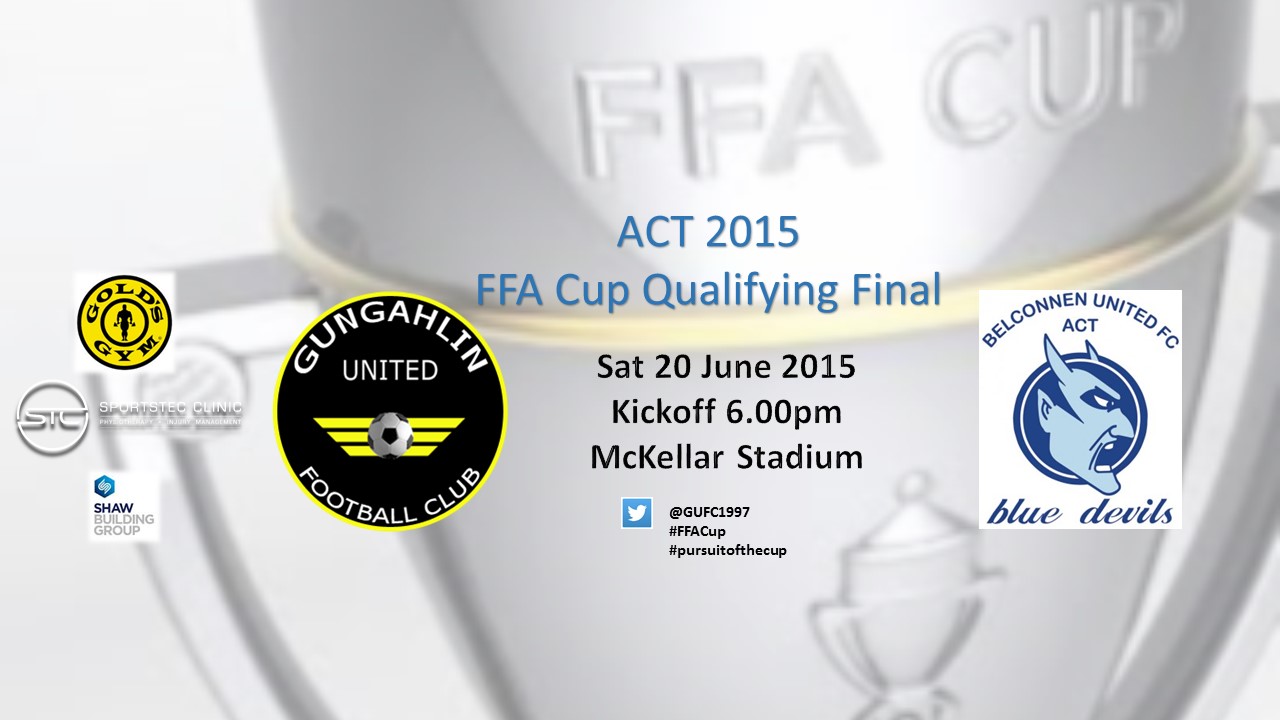 FFA CUP
ACT 2015
FFA Cup Qualifying Final
GOLD'S
GYM
STC
SPORTSTEC CLINIC
PHYSIOTHERAPY + INJURY MANAGEMENT
SHAW
BUILDING
GROUP
GUNGAHLIN
UNITED
FOOTBALL CLUB
Sat 20 June 2015
Kickoff 6.00pm
McKellar Stadium
@GUFC1997
#FFACup
#pursuitofthecup
BELCONNEN UNITED FC
ACT
blue devils